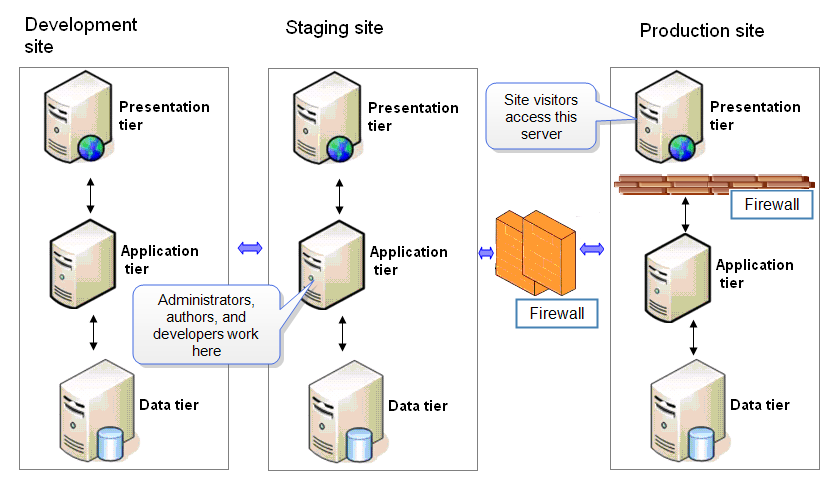 Development
site
Staging site
Production site
Presentation
tier
Presentation
tier
Site visitors
access this
server
Presentation
tier
Firewall
Application
tier
Application
tier
Application
tier
Administrators,
authors, and
developers work
here
Firewall
Data tier
Data tier
Data tier